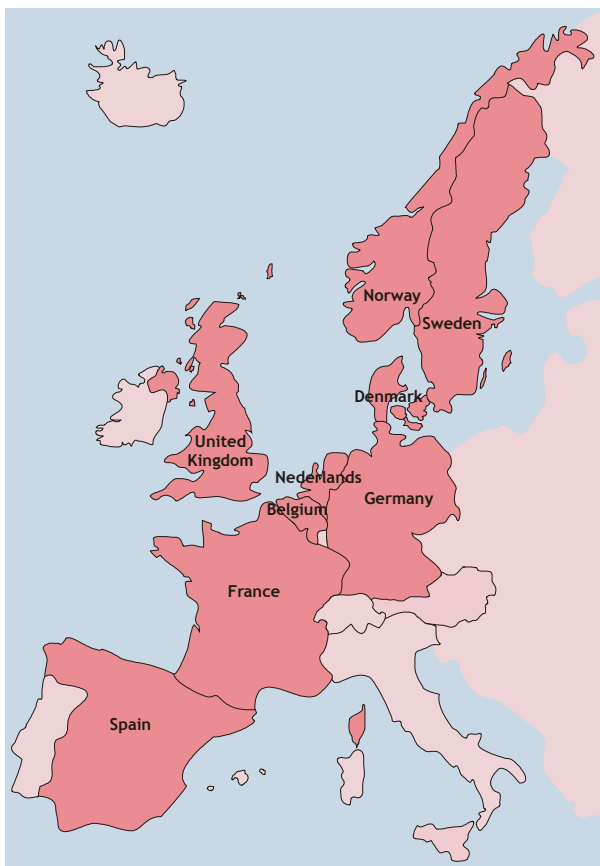 Norway
Sweden
Denmark
United
Kingdom
Nederlands
Belgium
Germany
France
Spain